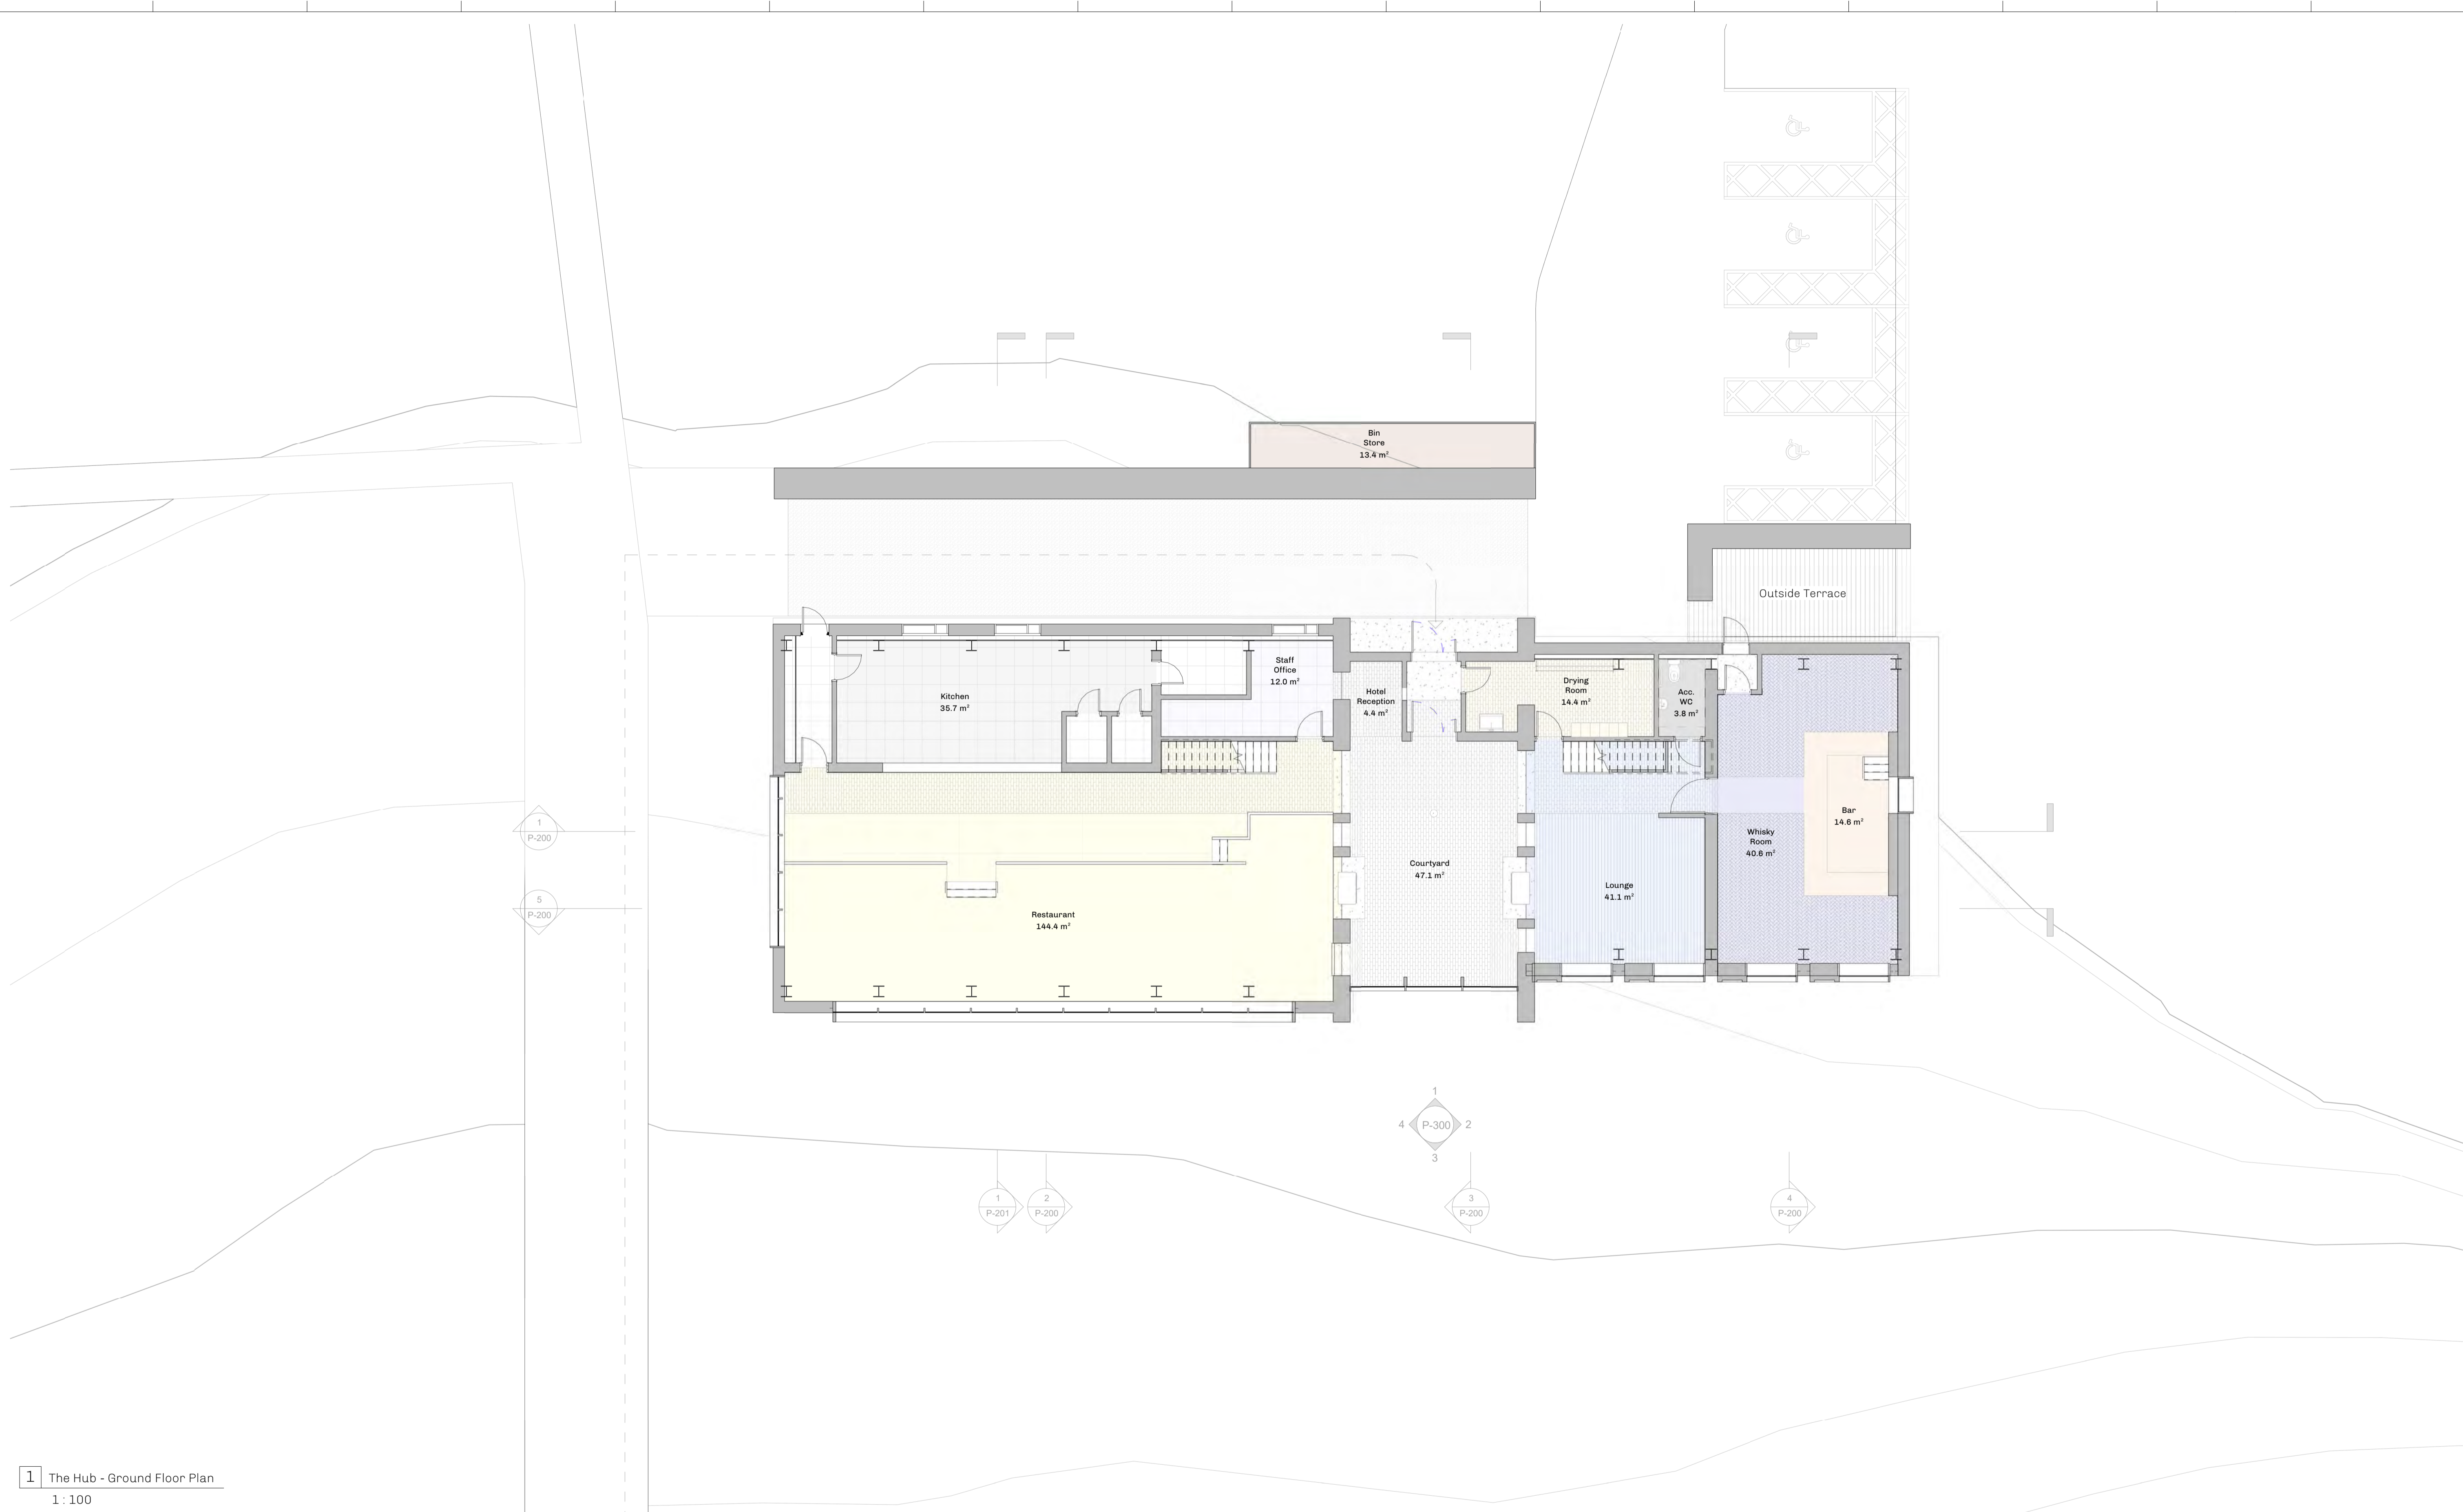 Bin
Store
13.4 m²
Outside Terrace
Staff
Office
12.0 m²
Kitchen
35.7 m²
Hotel
Reception
4.4 m²
Drying
Room
14.4 m²
Acc.
WC
3.8 m²
Bar
14.6 m²
Whisky
Room
40.6 m²
Courtyard
47.1 m²
Lounge
41.1 m²
Restaurant
144.4 m²
1
P-200
5
P-200
1
4 P-300 2
3
1
P-201
2
P-200
3
P-200
4
P-200
1 The Hub - Ground Floor Plan
1 : 100